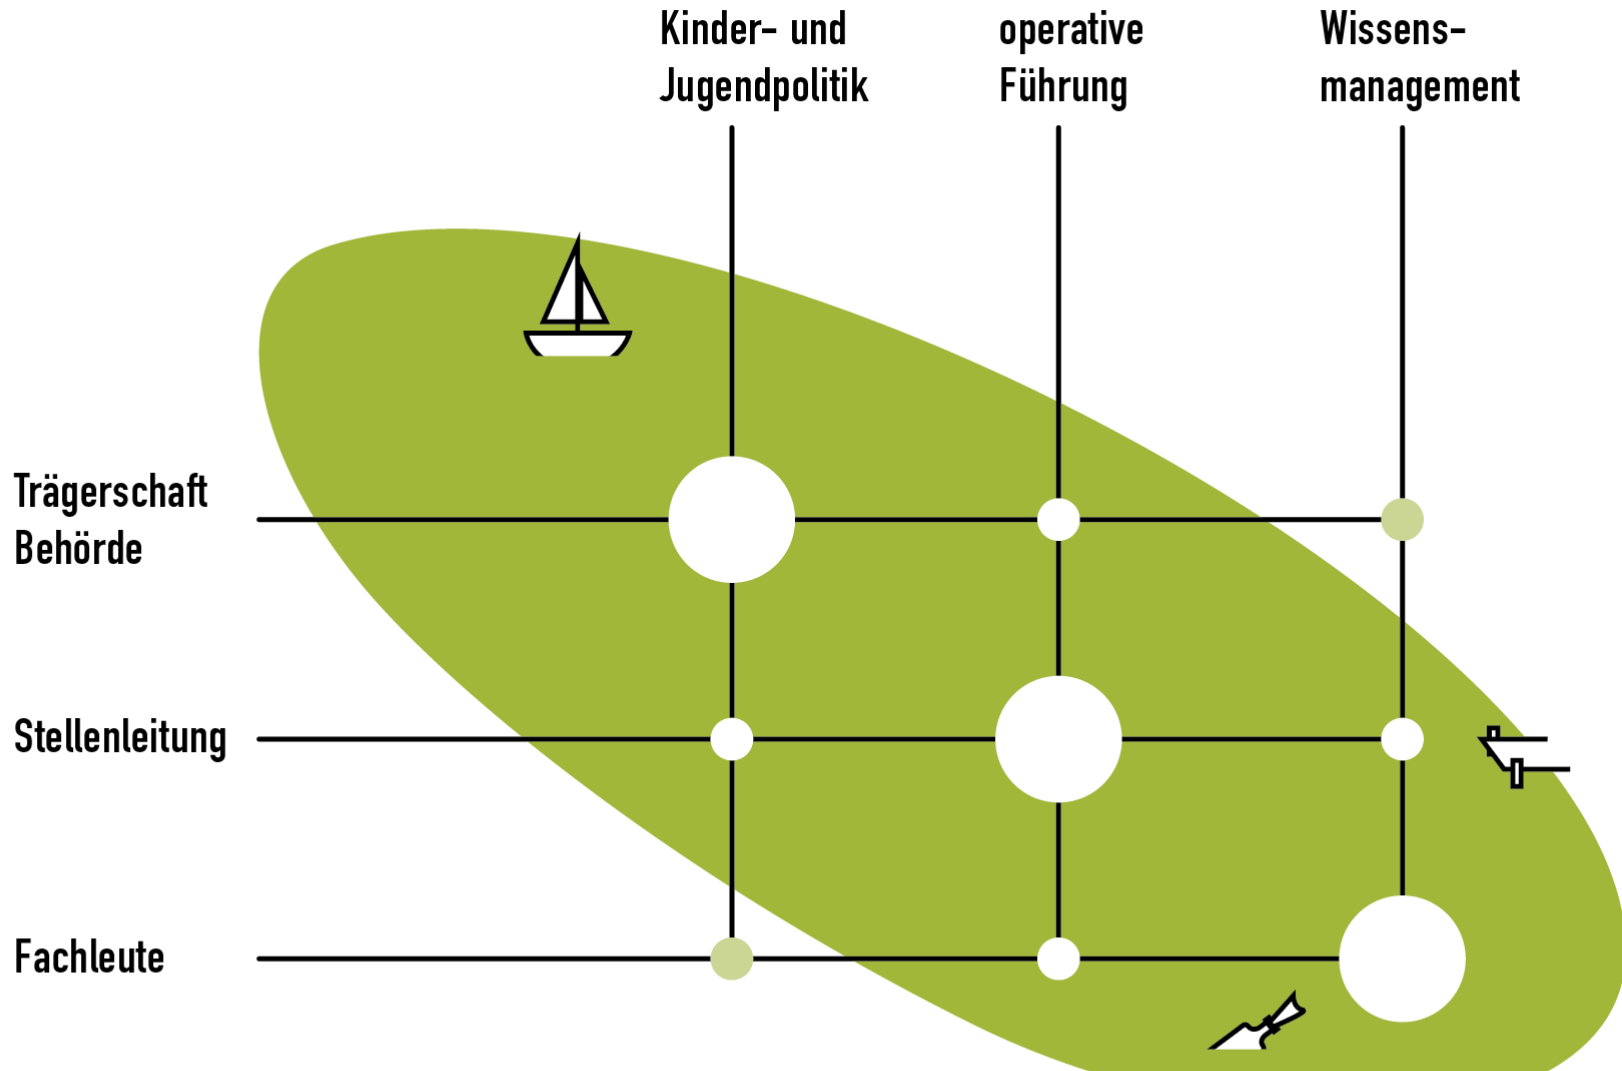 Kinder- und
Jugendpolitik
operative
Führung
Wissens-
management
Trägerschaft
Behörde
Stellenleitung
Fachleute